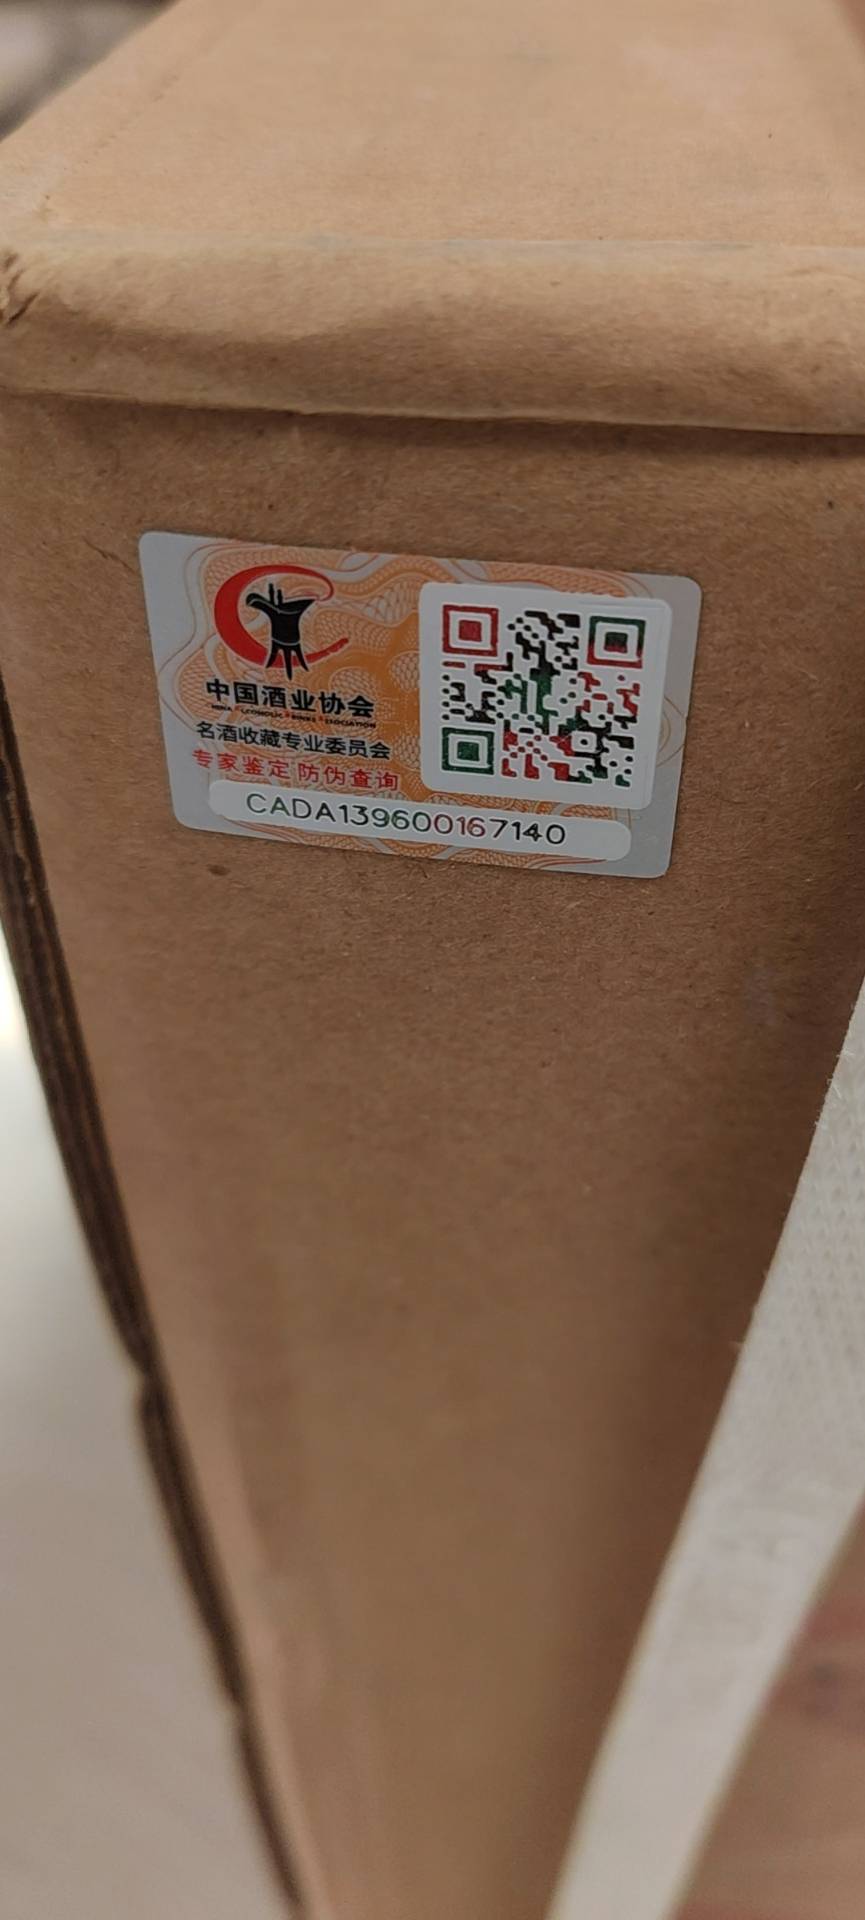 中国酒业协会
名酒收藏专业委员会
专家鉴定 防伪查询
CADA139600167140